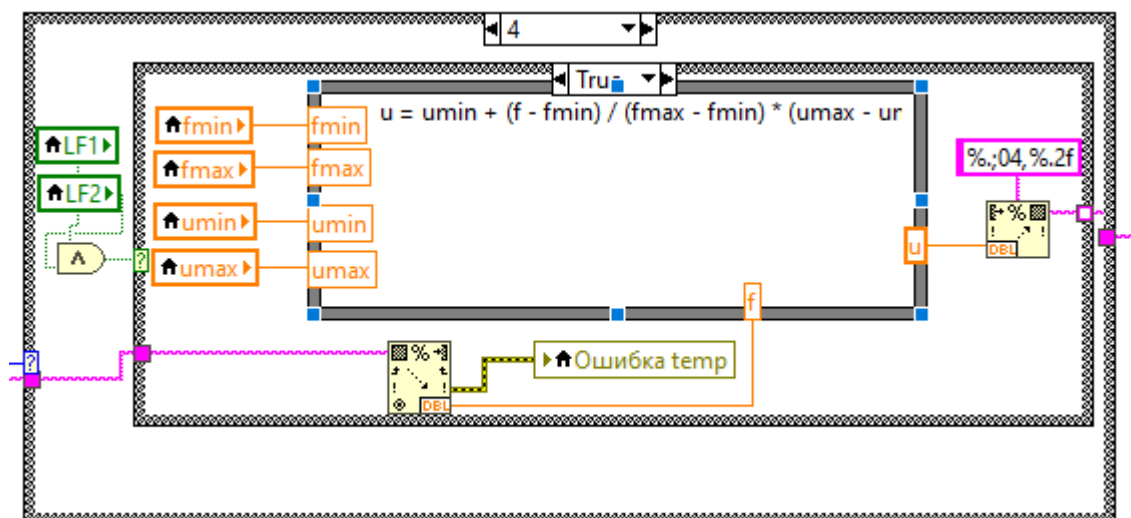 4
Tru
fmin
fmin
u = umin + (f - fmin) / (fmax - fmin) * (umax - ur
LF1
fmax
fmax
%.;04,%.2f
LF2
umin
umin
% !
DBL
∧
?
umax
umax
u
f
?
% !
DBL
Ошибка temp